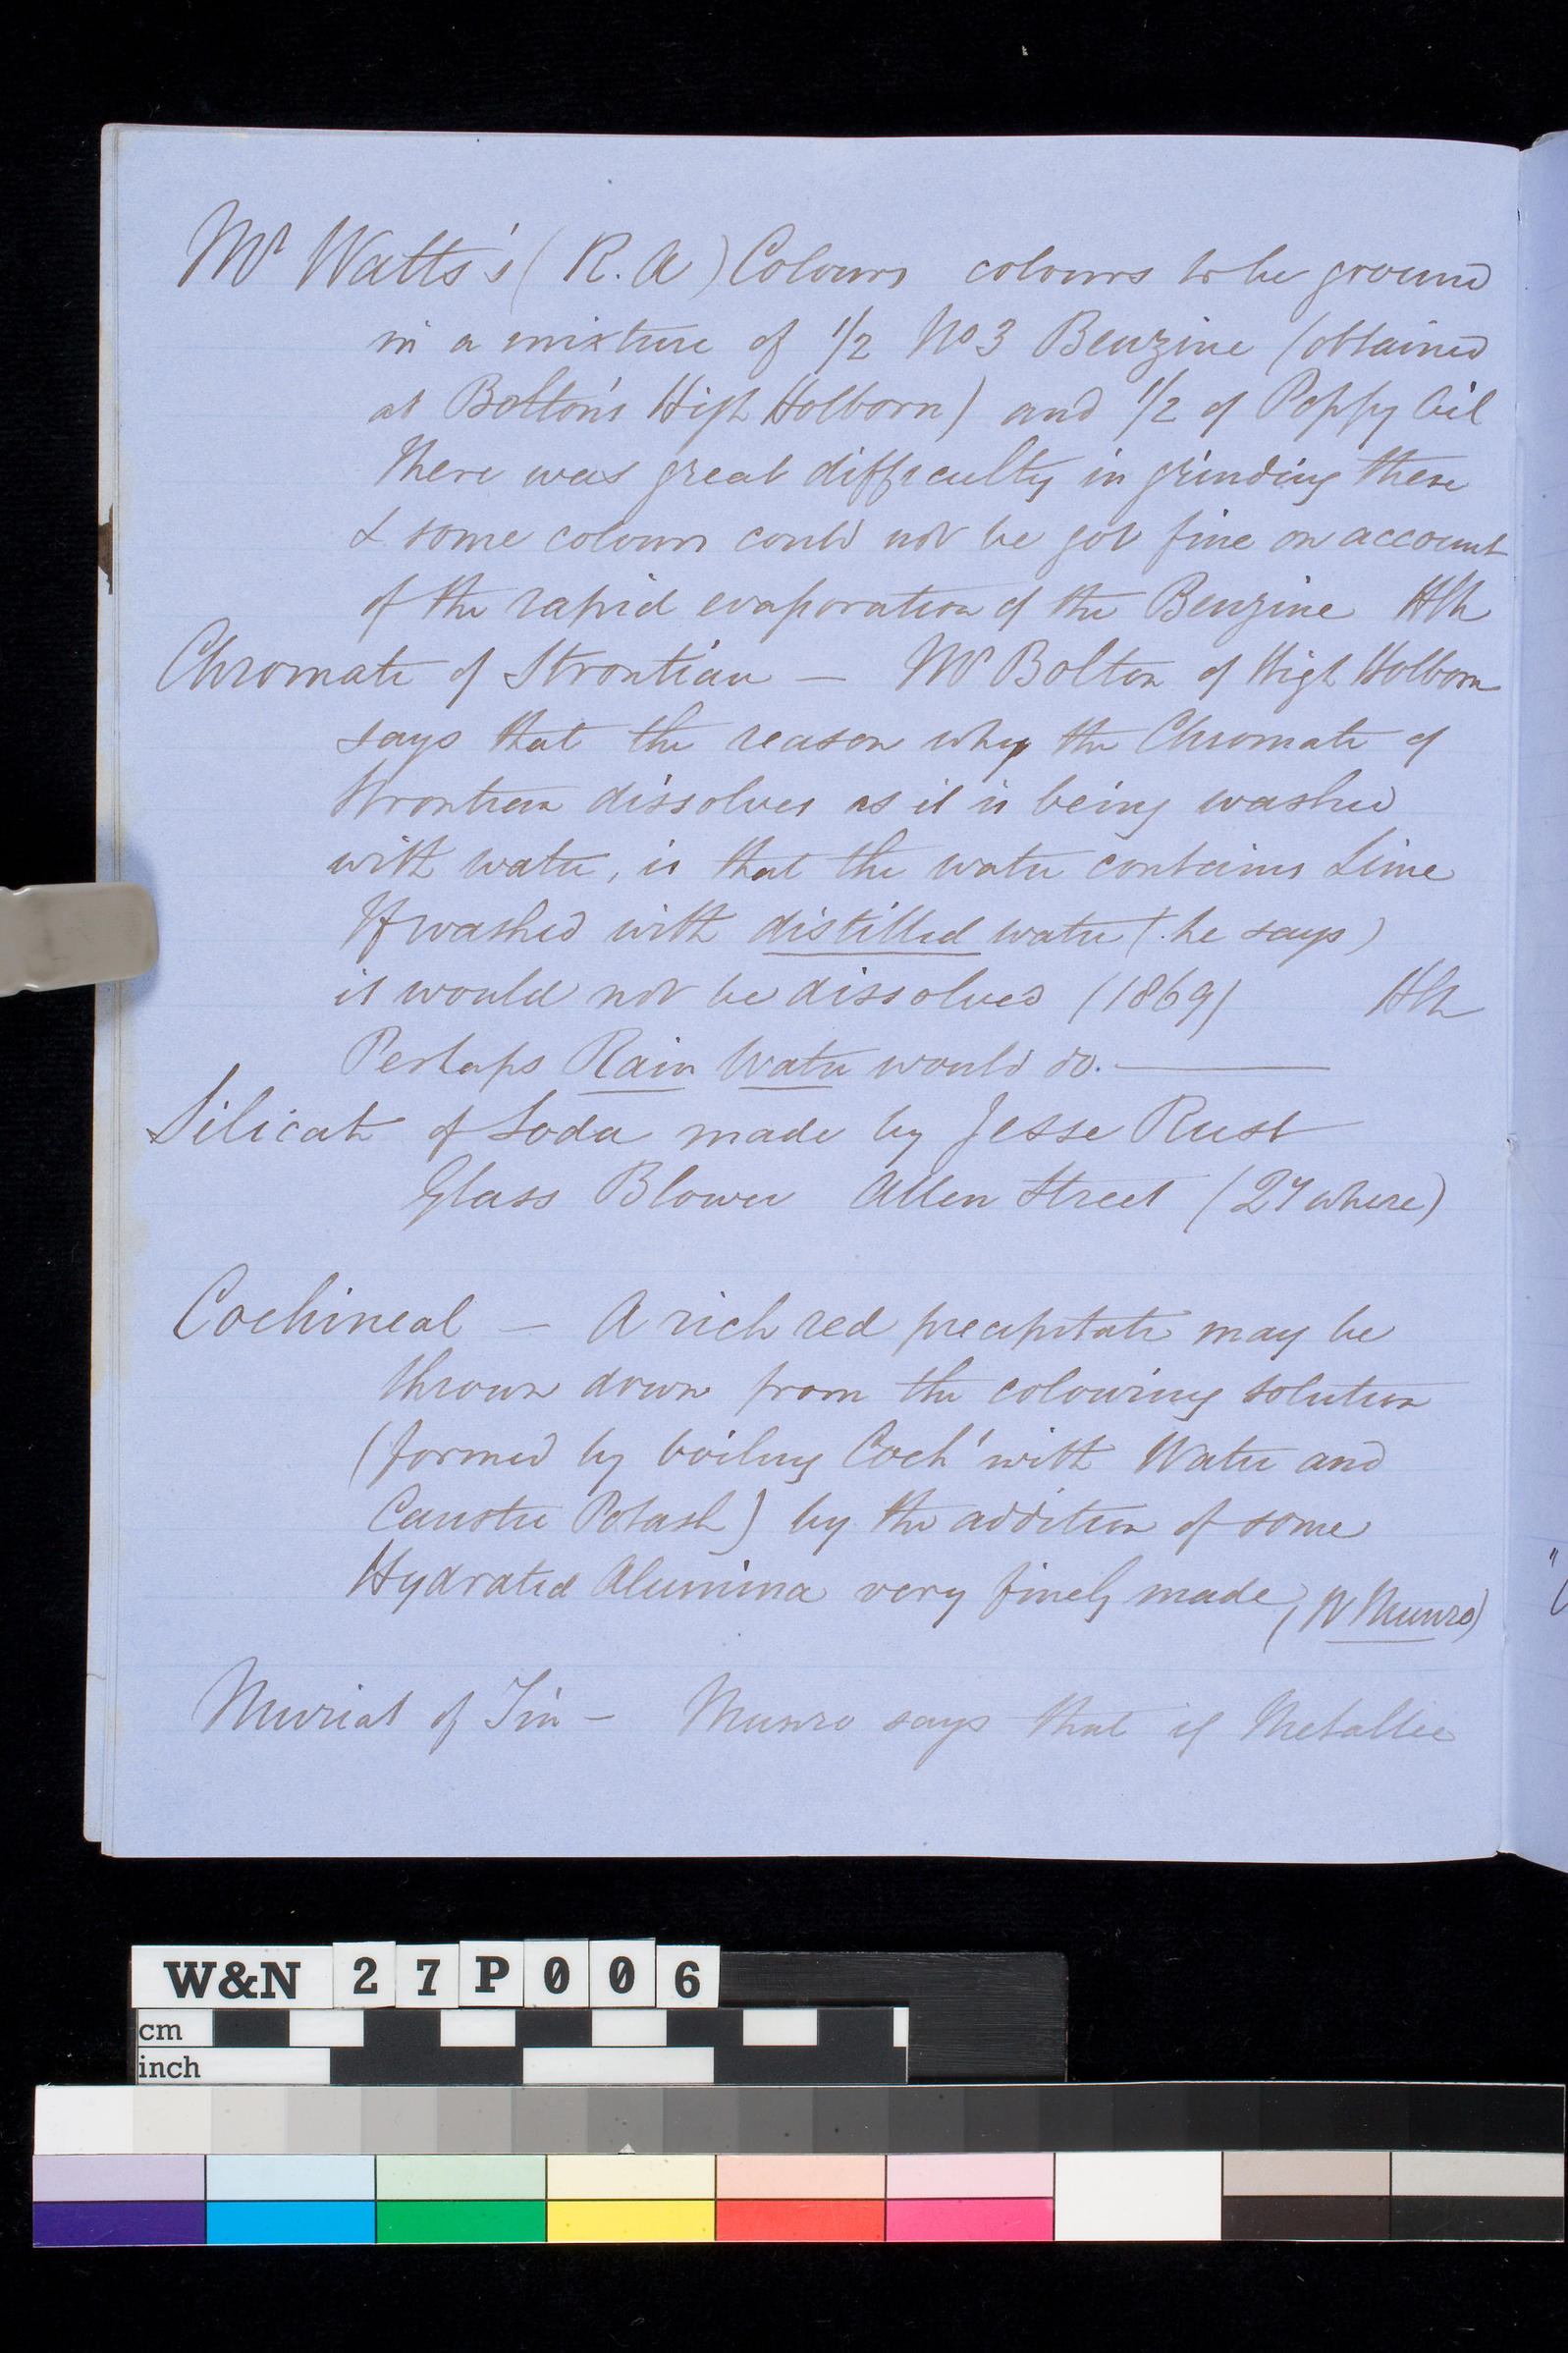 Mr Watts's (R.A) Colours colours to be ground
in a mixture of 1/2 No 3 Benzine (obtained
at Bolton's High Holborn) and 1/2 of Poppy Oil
There was great difficulty in grinding these
& some colours could not be got fine on account
of the rapid evaporation of the Benzine
Chromate of Strontian — Mr Bolton of High Holborn
says that the reason why the Chromate of
Strontian dissolves as it is being washed
with water, is that the water contains Lime
If washed with distilled water (he says)
it would not be dissolved (1869)
Perhaps Rain Water would do. —
Silicate of Soda made by Jesse Rust
Glass Blower Allen Street (27 where)
Cochineal — A rich red precipitate may be
thrown down from the colouring solution
(formed by boiling Coch' with Water and
Caustic Potash) by the addition of some
Hydrated Alumina very finely made, (W Munro)
Muriat of Tin — Munro says that if Metallic
W&N 27P006
cm
inch